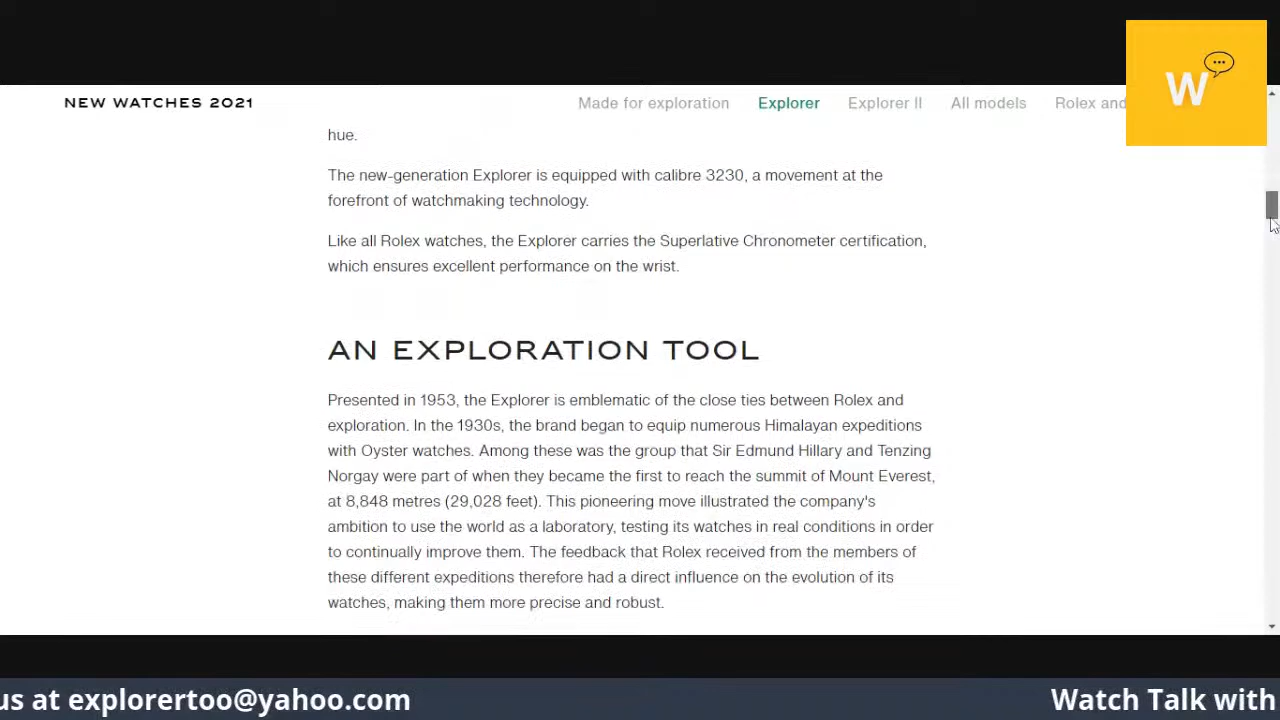 NEW WATCHES 2021
Made for exploration Explorer Explorer II All models Rolex and
W
hue.
The new-generation Explorer is equipped with calibre 3230, a movement at the
forefront of watchmaking technology.
Like all Rolex watches, the Explorer carries the Superlative Chronometer certification,
which ensures excellent performance on the wrist.
AN EXPLORATION TOOL
Presented in 1953, the Explorer is emblematic of the close ties between Rolex and
exploration. In the 1930s, the brand began to equip numerous Himalayan expeditions
with Oyster watches. Among these was the group that Sir Edmund Hillary and Tenzing
Norgay were part of when they became the first to reach the summit of Mount Everest,
at 8,848 metres (29,028 feet). This pioneering move illustrated the company's
ambition to use the world as a laboratory, testing its watches in real conditions in order
to continually improve them. The feedback that Rolex received from the members of
these different expeditions therefore had a direct influence on the evolution of its
watches, making them more precise and robust.
us at explorertoo@yahoo.com
Watch Talk with